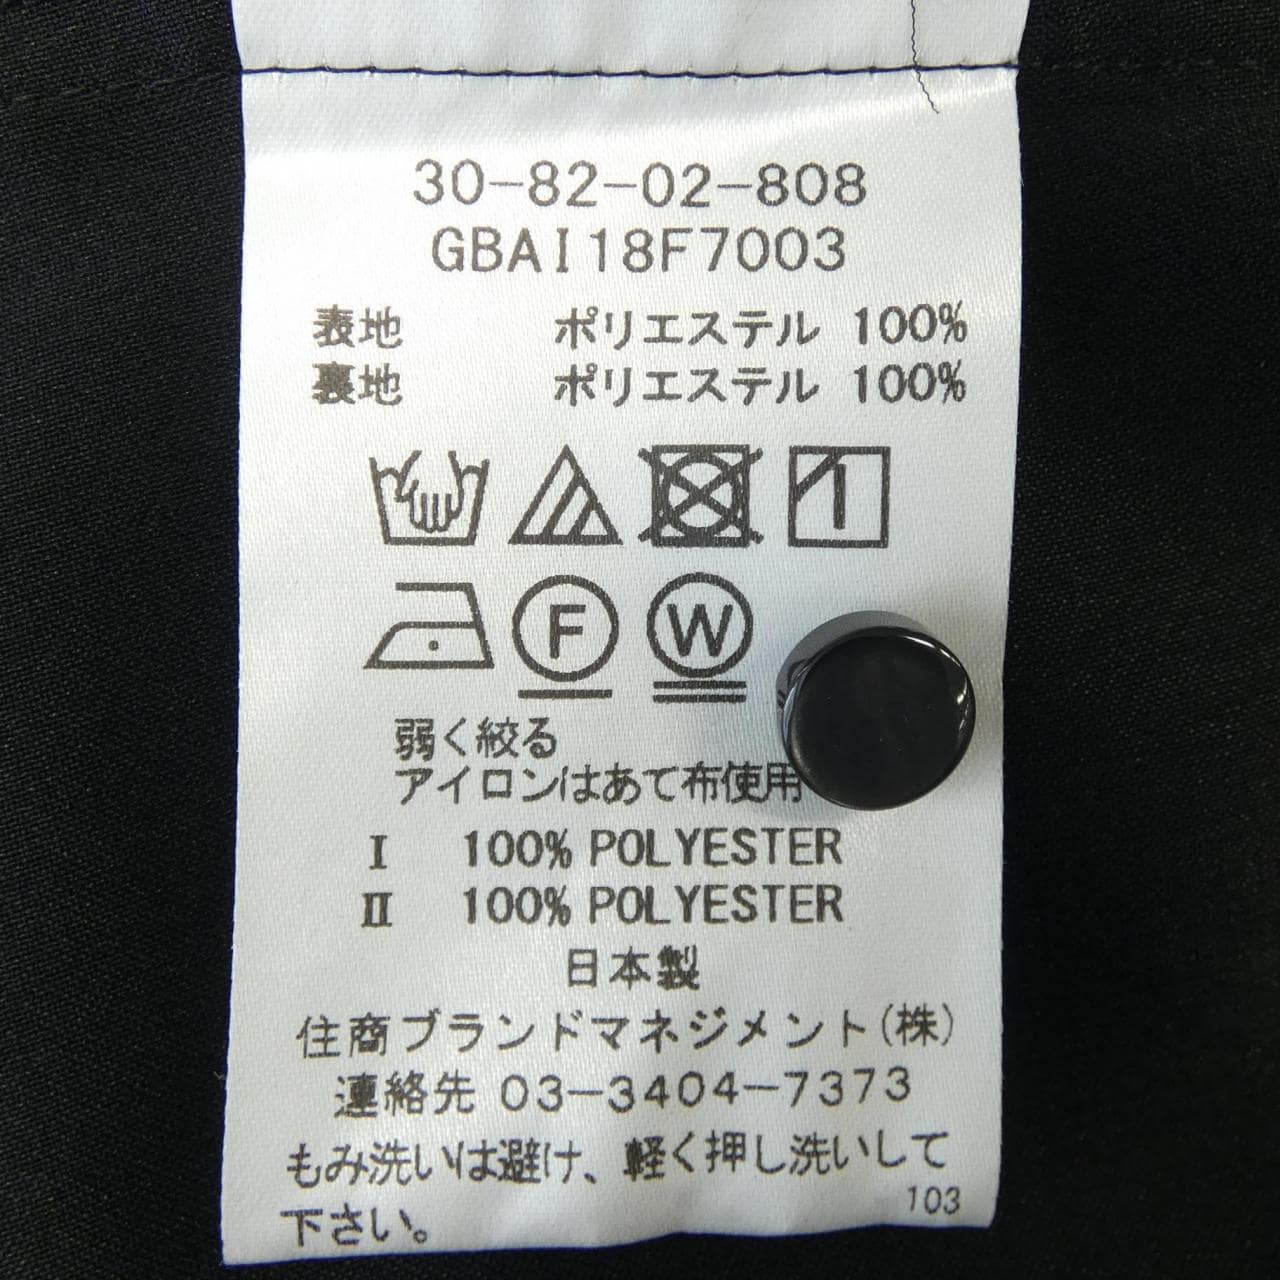 30-82-02-808
GBAI18F7003
表地 ポリエステル 100%
裏地 ポリエステル 100%
F W
弱く絞る
アイロンはあて布使用
I 100% POLYESTER
II 100% POLYESTER
日本製
住商ブランドマネジメント(株)
連絡先 03-3404-7373
もみ洗いは避け、軽く押し洗いして
下さい。
103